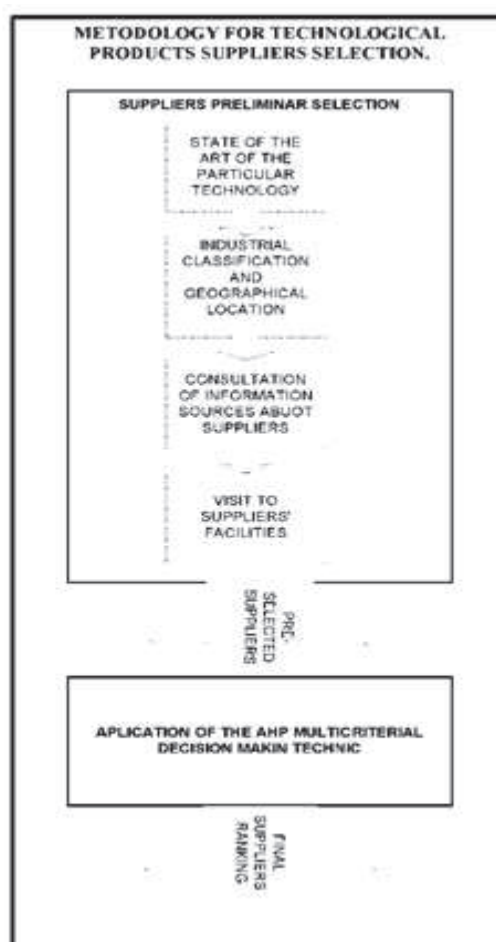 METODOLOGY FOR TECHNOLOGICAL
PRODUCTS SUPPLIERS SELECTION.
SUPPLIERS PRELIMINAR SELECTION
STATE OF THE
ART OF THE
PARTICULAR
TECHNOLOGY
INDUSTRIAL
CLASSIFICATION
AND
GEOGRAPHICAL
LOCATION
CONSULTATION
OF INFORMATION
SOURCES ABUOT
SUPPLIERS
VISIT TO
SUPPLIERS'
FACILITIES
PRE-
SELECTED
SUPPLIERS
APLICATION OF THE AHP MULTICRITERIAL
DECISION MAKIN TECHNIC
FINAL
SUPPLIERS
RANKING